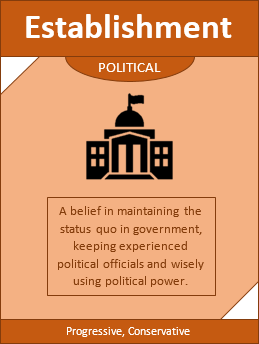 Establishment
POLITICAL
A belief in maintaining the
status quo in government,
keeping experienced
political officials and wisely
using political power.
Progressive, Conservative